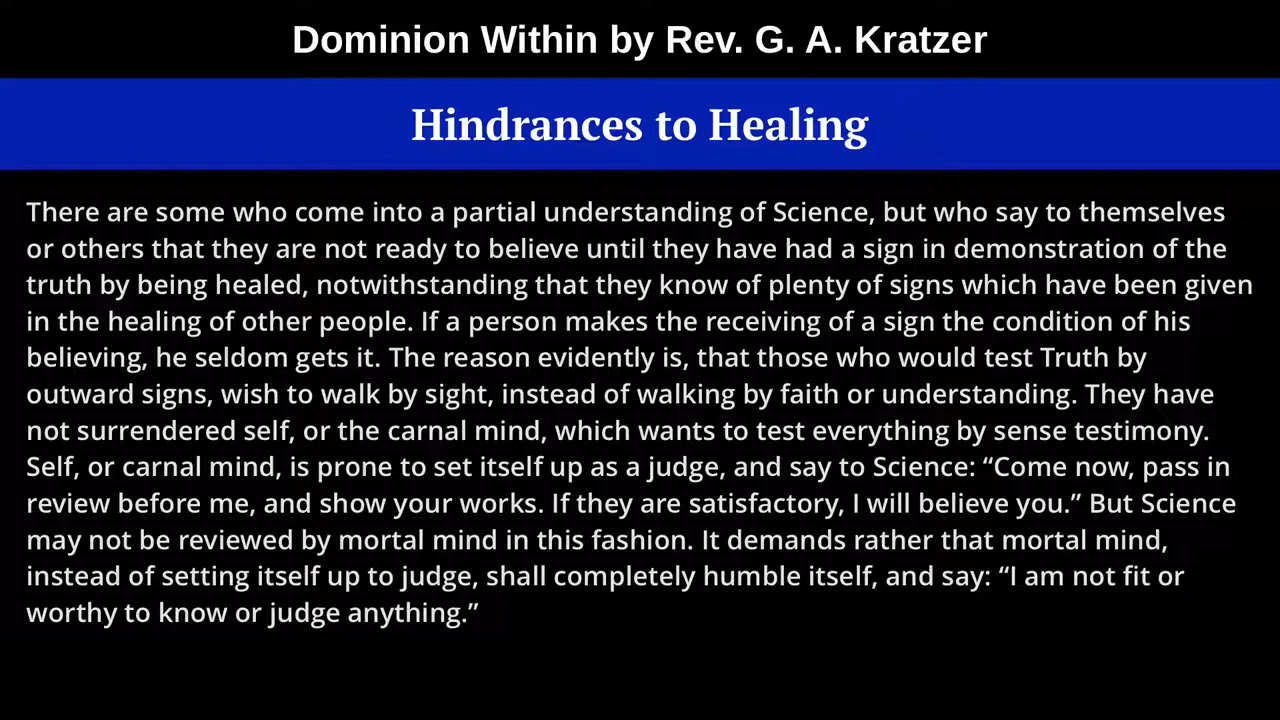 Dominion Within by Rev. G. A. Kratzer
Hindrances to Healing
There are some who come into a partial understanding of Science, but who say to themselves
or others that they are not ready to believe until they have had a sign in demonstration of the
truth by being healed, notwithstanding that they know of plenty of signs which have been given
in the healing of other people. If a person makes the receiving of a sign the condition of his
believing, he seldom gets it. The reason evidently is, that those who would test Truth by
outward signs, wish to walk by sight, instead of walking by faith or understanding. They have
not surrendered self, or the carnal mind, which wants to test everything by sense testimony.
Self, or carnal mind, is prone to set itself up as a judge, and say to Science: “Come now, pass in
review before me, and show your works. If they are satisfactory, I will believe you.” But Science
may not be reviewed by mortal mind in this fashion. It demands rather that mortal mind,
instead of setting itself up to judge, shall completely humble itself, and say: “I am not fit or
worthy to know or judge anything.”